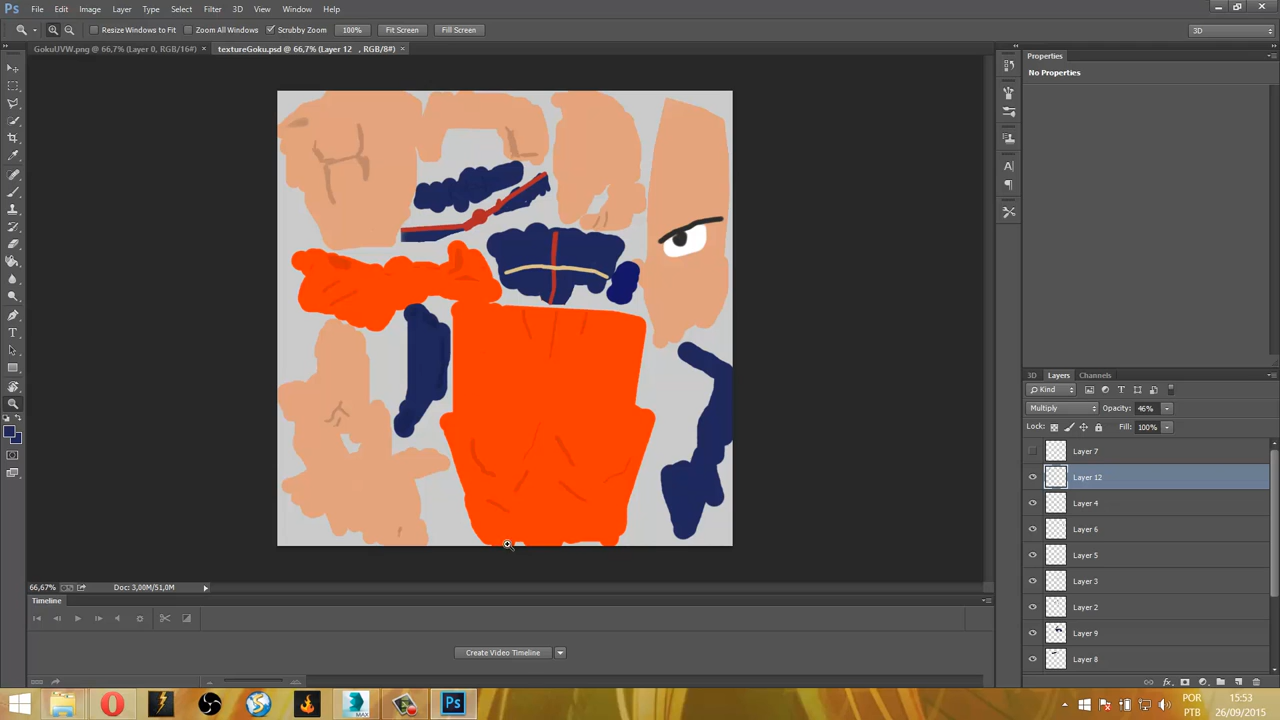 Ps File Edit Image Layer Type Select Filter 3D View Window Help
Resize Windows to Fit Zoom All Windows Scrubby Zoom 100% Fit Screen Fill Screen 3D
GokuUVW.png @ 66,7% (Layer 0, RGB/16#) × textureGoku.psd @ 66,7% (Layer 12 , RGB/8#) ×
Properties
No Properties
3D Layers Channels
Kind
Multiply Opacity: 46%
Lock: Fill: 100%
Layer 7
Layer 12
Layer 4
Layer 6
Layer 5
Layer 3
Layer 2
Layer 9
Layer 8
66,67% Doc: 3,00M/51,0M
Timeline
Create Video Timeline
MAX
Ps
POR
PTB
15:53
26/09/2015